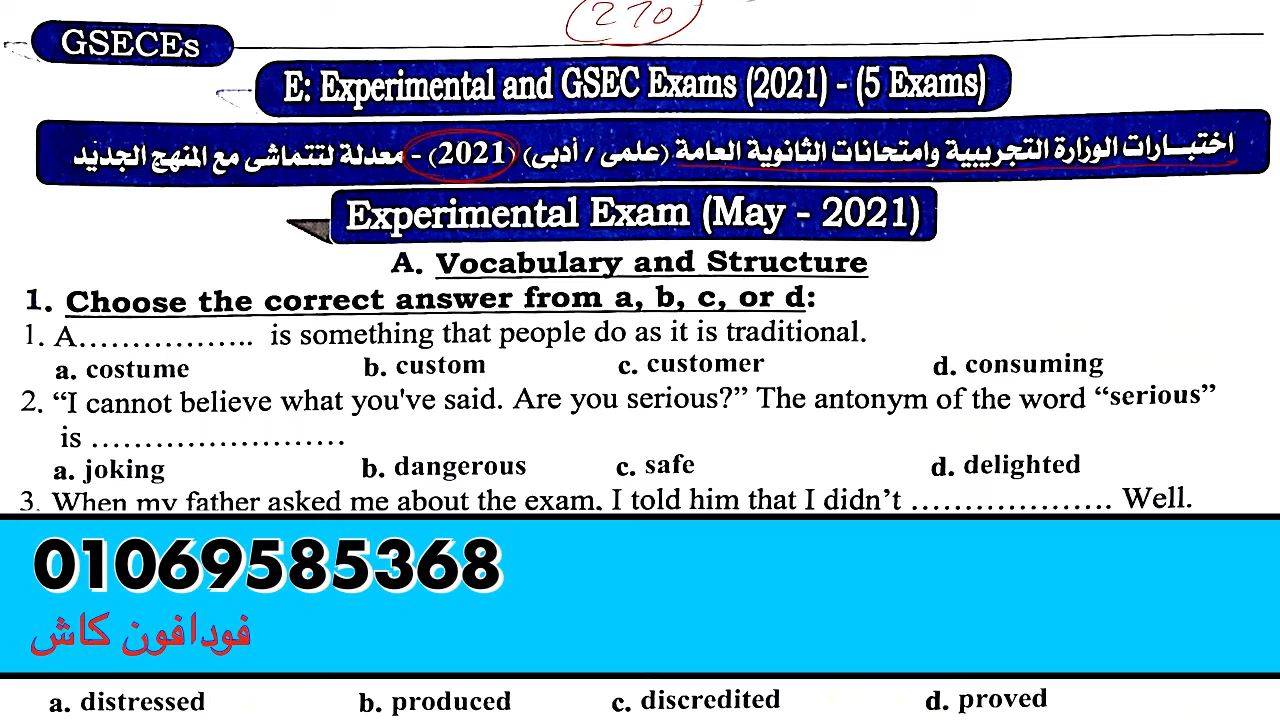 (270)
GSECEs
E: Experimental and GSEC Exams (2021) - (5 Exams)
اختبـارات الوزارة التجريبية وامتحانات الثانوية العامة (علمى / أدبى) (2021) - معدلة لتتماشى مع المنهج الجديد
Experimental Exam (May - 2021)
A. Vocabulary and Structure
1. Choose the correct answer from a, b, c, or d:
1. A................. is something that people do as it is traditional.
a. costume b. custom c. customer d. consuming
2. “I cannot believe what you've said. Are you serious?” The antonym of the word “serious”
is ........................
a. joking b. dangerous c. safe d. delighted
3. When my father asked me about the exam, I told him that I didn’t ................... Well.
01069585368
فودافون كاش
a. distressed b. produced c. discredited d. proved